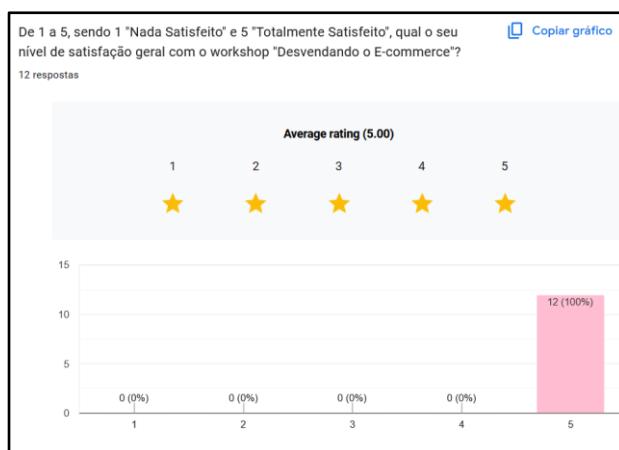 De 1 a 5, sendo 1 "Nada Satisfeito" e 5 "Totalmente Satisfeito", qual o seu
nível de satisfação geral com o workshop "Desvendando o E-commerce"?
Copiar gráfico
12 respostas
Average rating (5.00)
1 2 3 4 5
15
10
5
0
0 (0%) 0 (0%) 0 (0%) 0 (0%) 12 (100%)
1 2 3 4 5